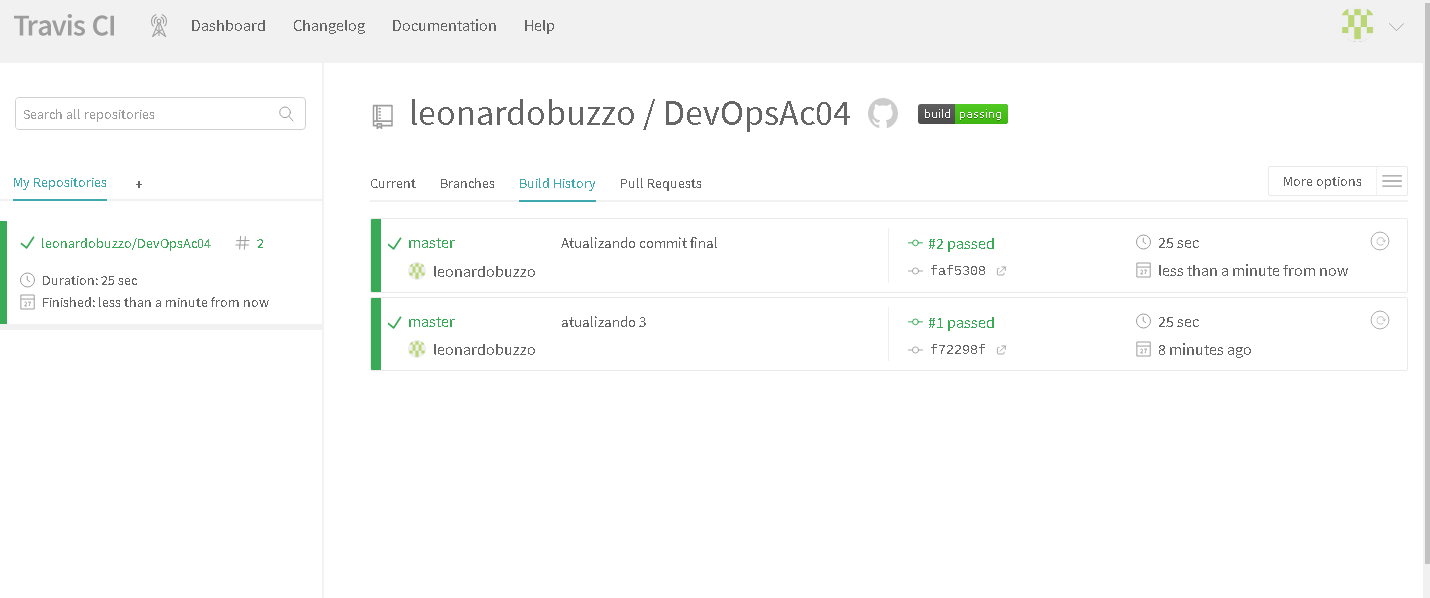 Travis CI Dashboard Changelog Documentation Help
Search all repositories
My Repositories +
leonardobuzzo/DevOpsAc04 # 2
Duration: 25 sec
Finished: less than a minute from now
leonardobuzzo / DevOpsAc04 build passing
Current Branches Build History Pull Requests More options
master Atualizando commit final #2 passed 25 sec
leonardobuzzo faf5308 less than a minute from now
master atualizando 3 #1 passed 25 sec
leonardobuzzo f72298f 8 minutes ago